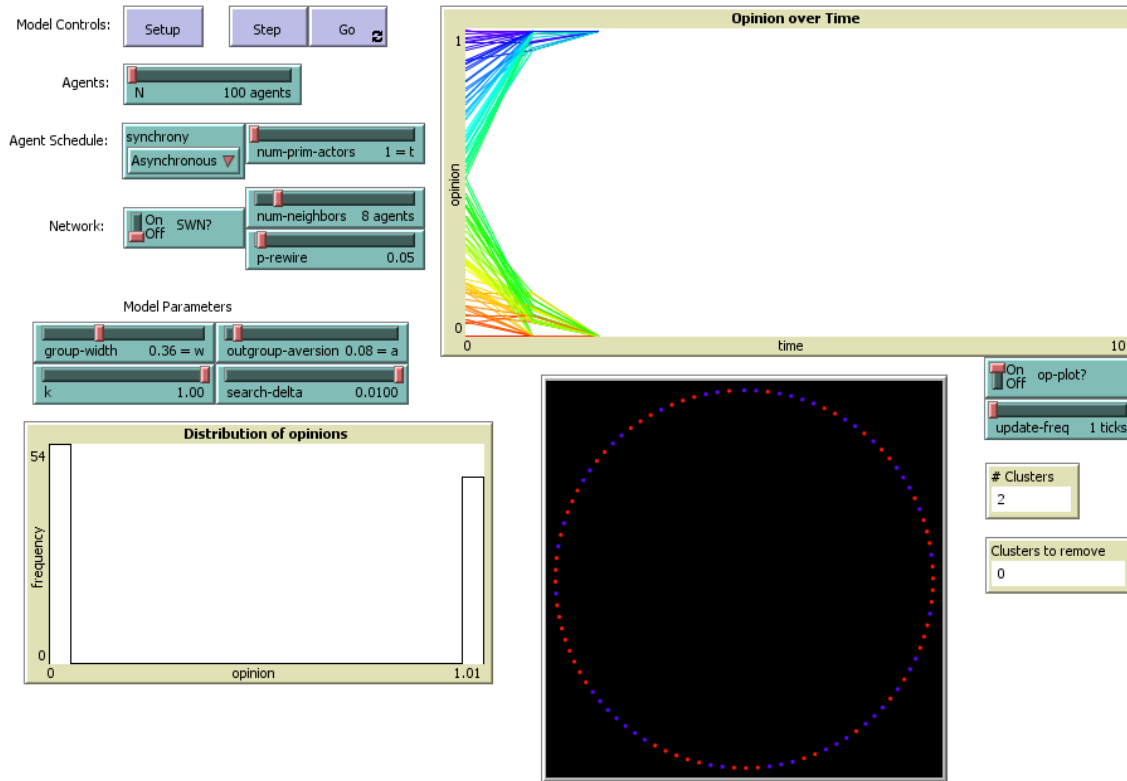 Model Controls:
Setup
Step
Go
Agents:
N 100 agents
Agent Schedule:
synchrony
Asynchronous
num-prim-actors 1 = t
Network:
On
Off
SWN?
num-neighbors 8 agents
p-rewire 0.05
Model Parameters
group-width 0.36 = w
outgroup-aversion 0.08 = a
k 1.00
search-delta 0.0100
Opinion over Time
1
opinion
0
0 time 10
On
Off
op-plot?
update-freq 1 ticks
# Clusters
2
Clusters to remove
0
Distribution of opinions
54
frequency
0
0 opinion 1.01